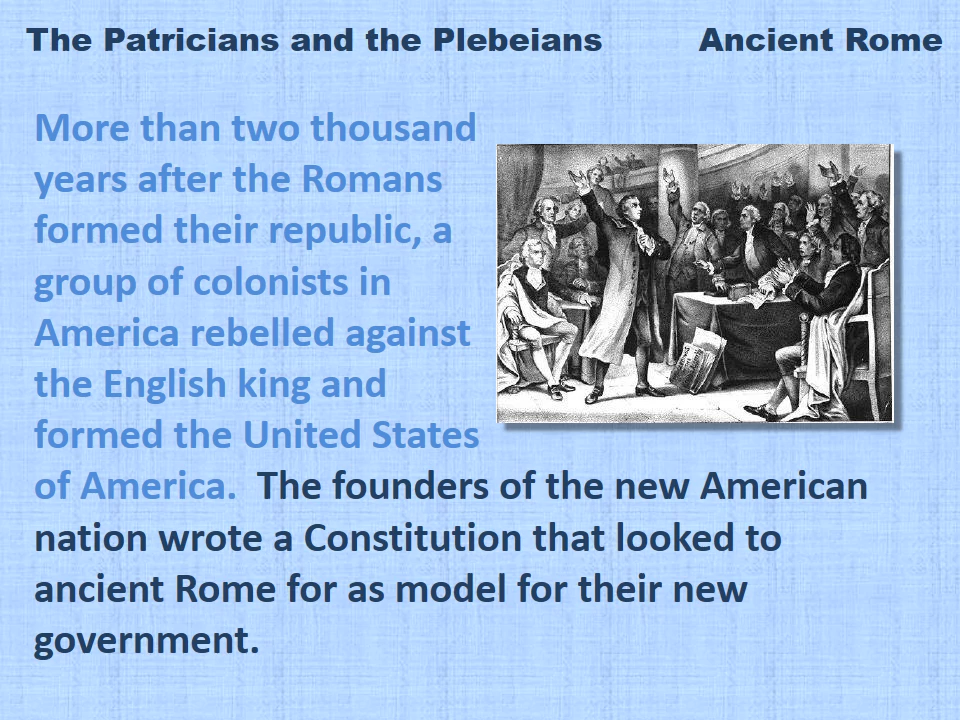 The Patricians and the Plebeians Ancient Rome
More than two thousand
years after the Romans
formed their republic, a
group of colonists in
America rebelled against
the English king and
formed the United States
of America. The founders of the new American
nation wrote a Constitution that looked to
ancient Rome for as model for their new
government.